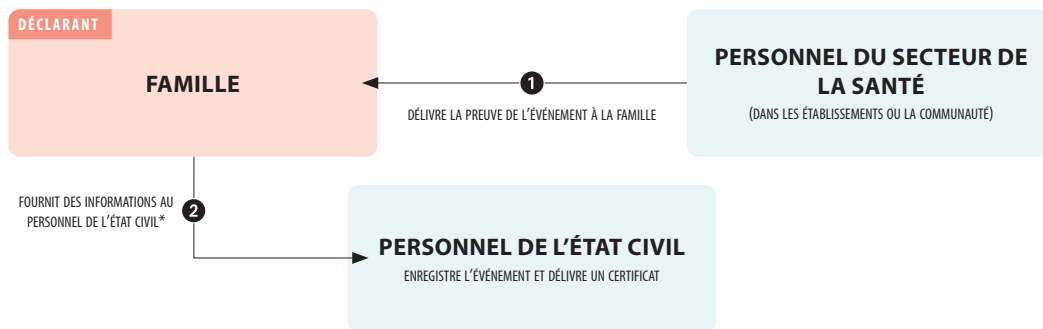 DÉCLARANT
FAMILLE
1
DÉLIVRE LA PREUVE DE L'ÉVÉNEMENT À LA FAMILLE
PERSONNEL DU SECTEUR DE
LA SANTÉ
(DANS LES ÉTABLISSEMENTS OU LA COMMUNAUTÉ)
FOURNIT DES INFORMATIONS AU
PERSONNEL DE L'ÉTAT CIVIL*
2
PERSONNEL DE L'ÉTAT CIVIL
ENREGISTRE L'ÉVÉNEMENT ET DÉLIVRE UN CERTIFICAT